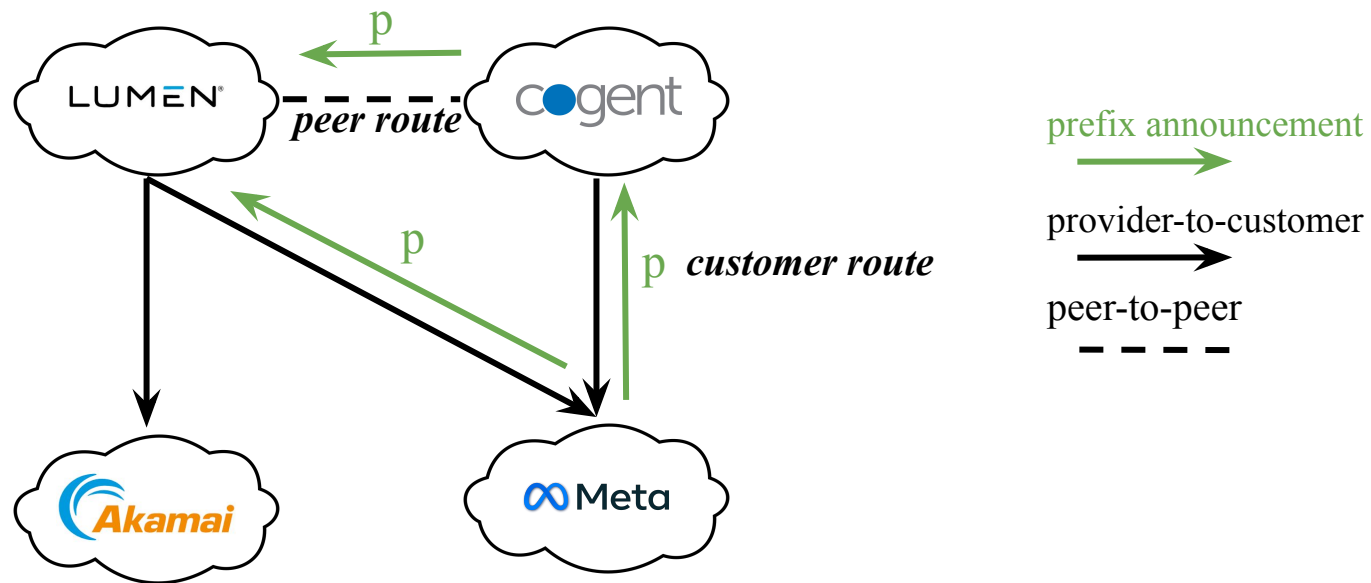 p
LUMEN®
cogent
peer route
prefix announcement
provider-to-customer
p
p
customer route
peer-to-peer
Akamai
Meta